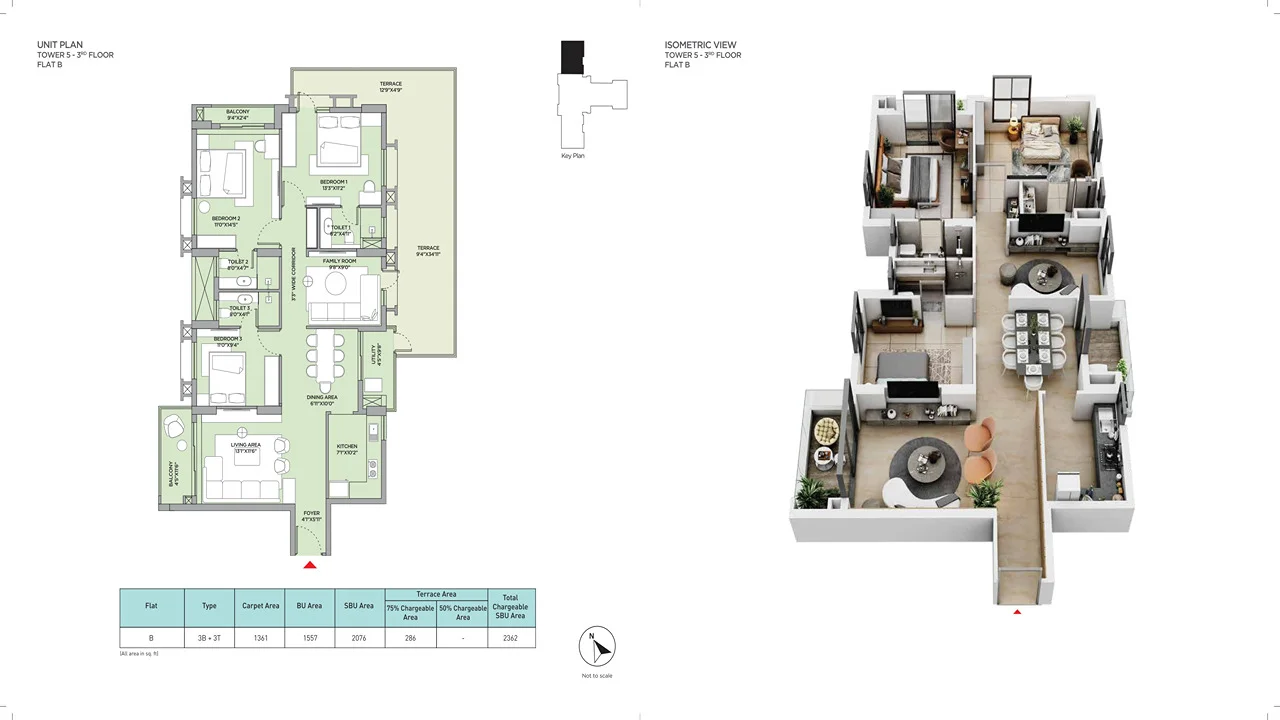 UNIT PLAN
TOWER 5 - 3RD FLOOR
FLAT B
TERRACE
12'9"X4'9"
BALCONY
9'4"X2'4"
BEDROOM 1
13'3"X11'2"
BEDROOM 2
11'0"X14'5"
TOILET 1
8'2"X4'11"
TERRACE
9'4"X34'11"
3'3" WIDE CORRIDOR
TOILET 2
8'0"X4'7"
FAMILY ROOM
9'8"X9'0"
TOILET 3
8'0"X4'11"
BEDROOM 3
11'0"X9'4"
UTILITY
4'5"X9'8"
DINING AREA
6'11"X10'0"
LIVING AREA
13'1"X11'6"
KITCHEN
7'1"X10'2"
BALCONY
4'5"X11'6"
FOYER
4'7"X5'11"
Key Plan
Flat
Type
Carpet Area
BU Area
SBU Area
Terrace Area
75% Chargeable Area
50% Chargeable Area
Total Chargeable SBU Area
B
3B + 3T
1361
1557
2076
286
-
2362
(All area in sq. ft)
N
Not to scale
ISOMETRIC VIEW
TOWER 5 - 3RD FLOOR
FLAT B